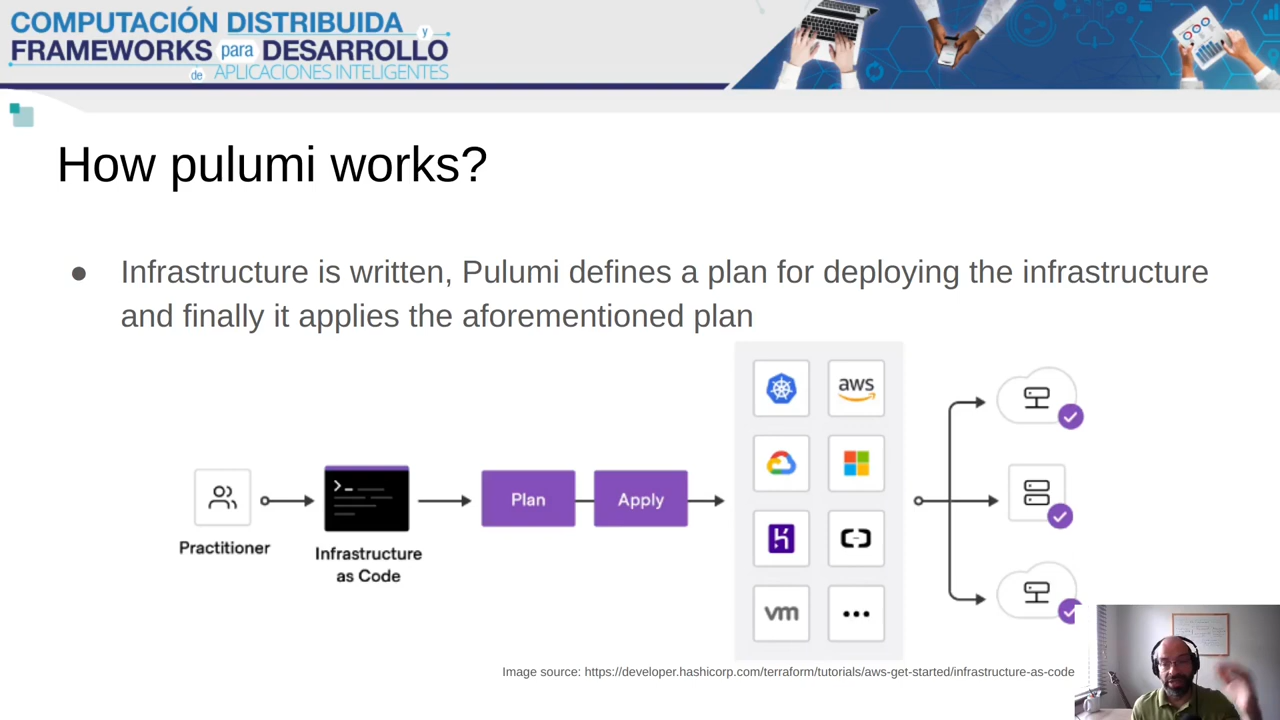 COMPUTACIÓN DISTRIBUIDA y
FRAMEWORKS para DESARROLLO
de APLICACIONES INTELIGENTES
How pulumi works?
● Infrastructure is written, Pulumi defines a plan for deploying the infrastructure
and finally it applies the aforementioned plan
aws
Plan
Apply
Practitioner
Infrastructure
as Code
vm
Image source: https://developer.hashicorp.com/terraform/tutorials/aws-get-started/infrastructure-as-code